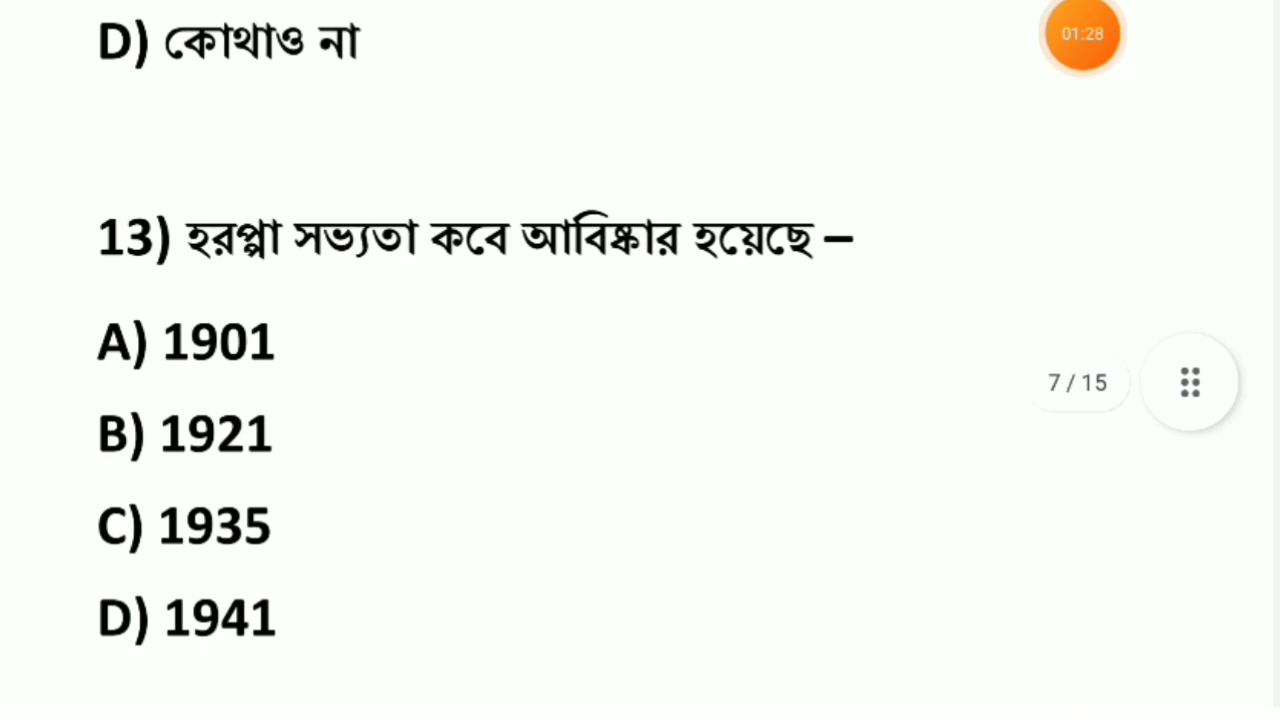 D) কোথাও না
01:28
13) হরপ্পা সভ্যতা কবে আবিষ্কার হয়েছে –
A) 1901
7 / 15
B) 1921
C) 1935
D) 1941